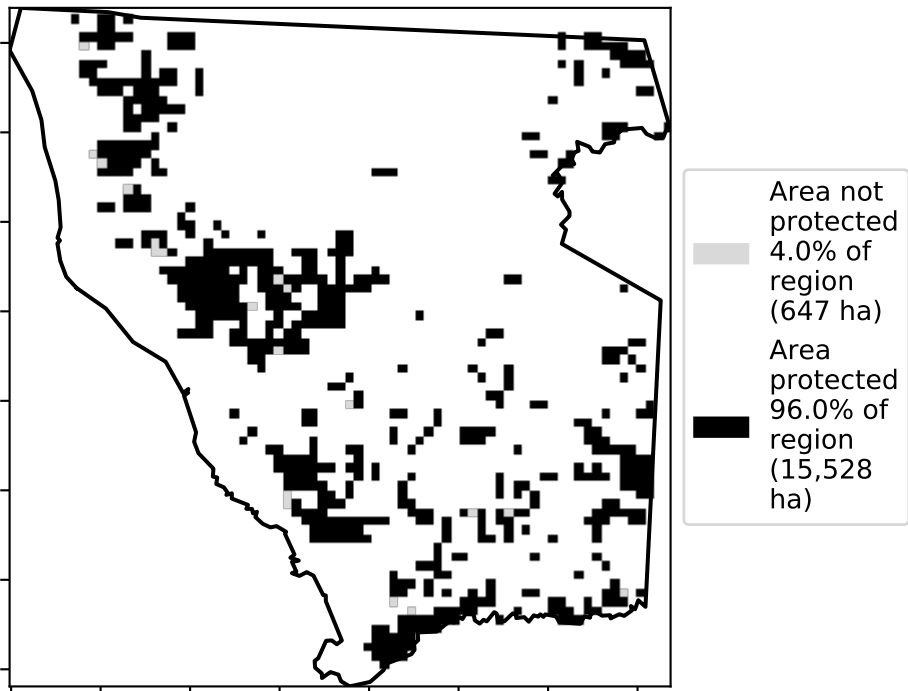 Area not
protected
4.0% of
region
(647 ha)
Area
protected
96.0% of
region
(15,528
ha)